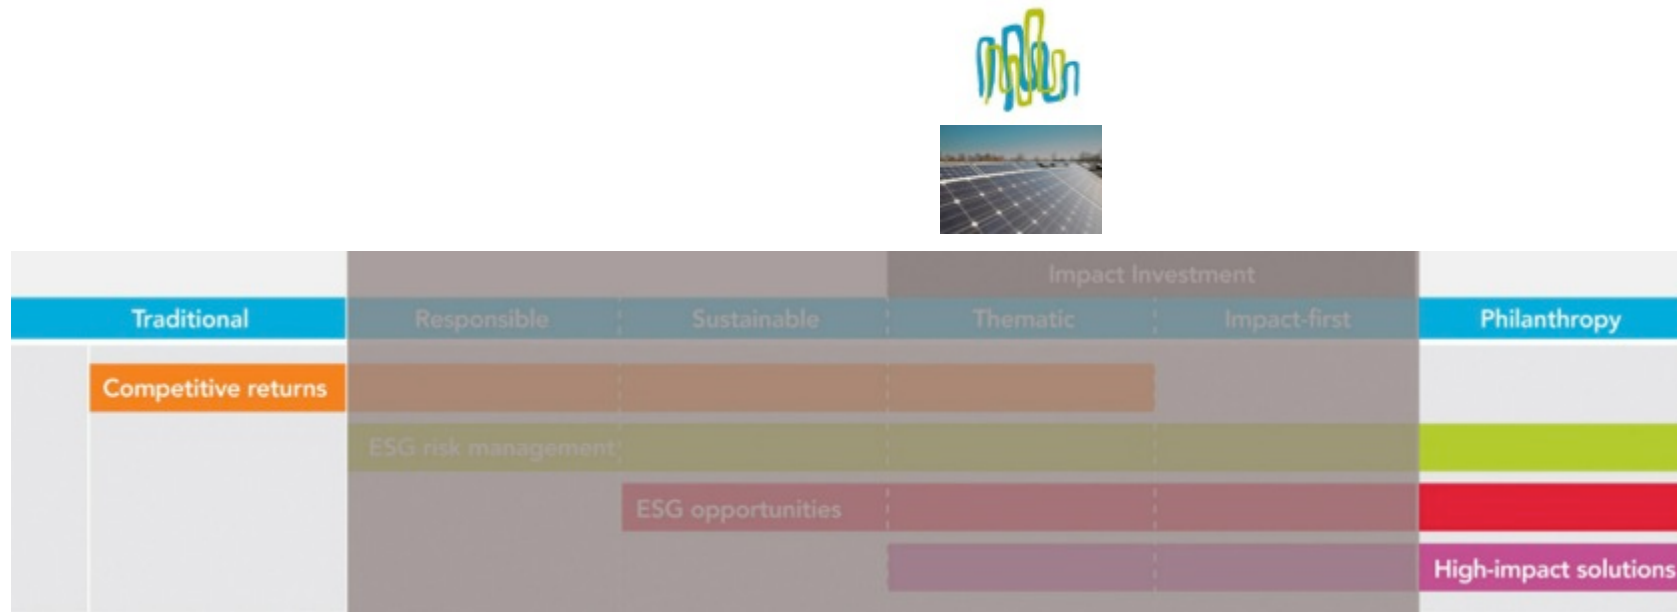 Impact Investment
Traditional Responsible Sustainable Thematic Impact-first Philanthropy
Competitive returns
ESG risk management
ESG opportunities
High-impact solutions